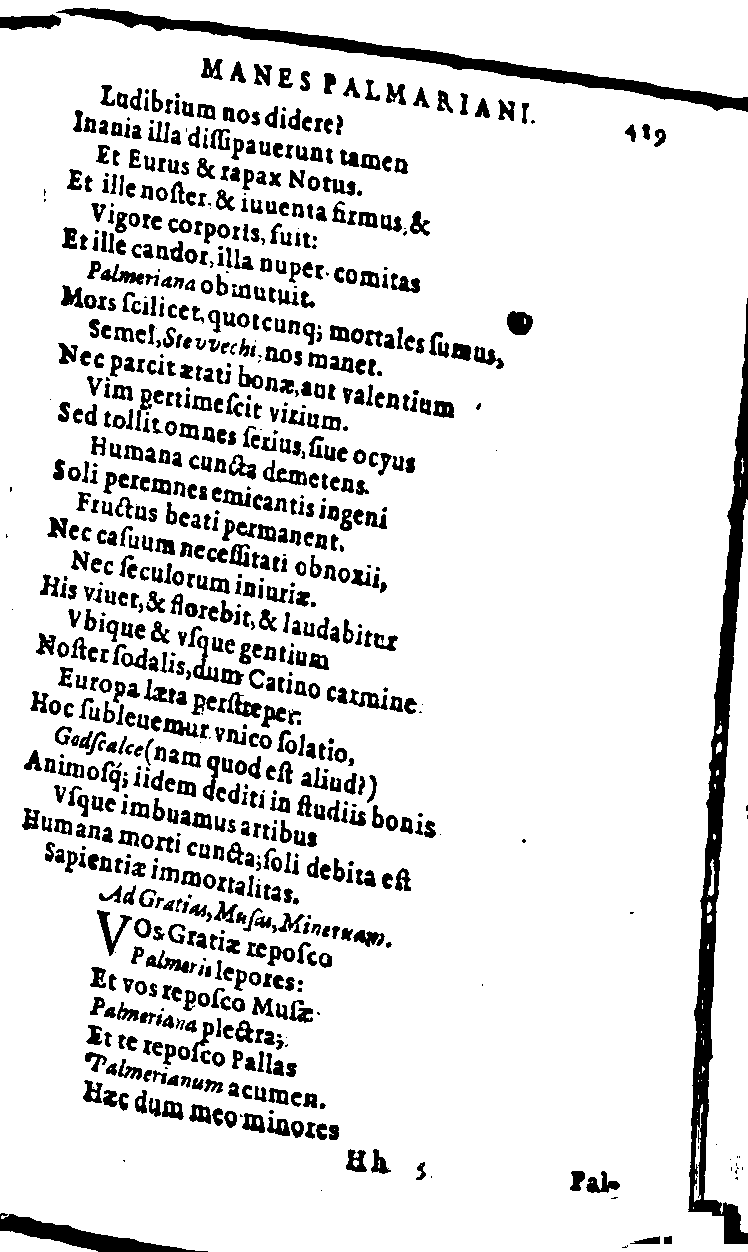 MANES PALMARIANI. 489
Ludibrium nos didere?
Inania illa diſſipauerunt tamen
Et Eurus & rapax Notus.
Et ille noſter, & iuuenta firmus, &
Vigore corporis, fuit:
Et ille candor, illa nuper comitas
Palmeriana obmutuit.
Mors ſcilicet, quotcunq; mortales ſumus,
Semel, Stevvechi, nos manet.
Nec parcit ætati bonæ, aut valentium
Vim pertimeſcit virium.
Sed tollit omnes ſerius, ſiue ocyus
Humana cuncta demetens.
Soli peremnes emicantis ingeni
Fructus beati permanent.
Nec caſuum neceſſitati obnoxii,
Nec ſeculorum iniuriæ.
His viuet, & florebit, & laudabitur
Vbique & vſque gentium
Noſter ſodalis, dum Catino carmine
Europa læta perſtreper.
Hoc ſubleuemur vnico ſolatio,
Godſcalce (nam quod eſt aliud?)
Animoſq́; iidem dediti in ſtudiis bonis
Vſque imbuamus artibus
Humana morti cuncta; ſoli debita eſt
Sapientiæ immortalitas.
Ad Gratias, Muſas, Mineruam.
VOs Gratiæ repoſco
Palmerii lepores:
Et vos repoſco Muſæ
Palmeriana plectra;
Et te repoſco Pallas
Palmerianum acumen.
Hæc dum meo minores
Hh 5
Pal-